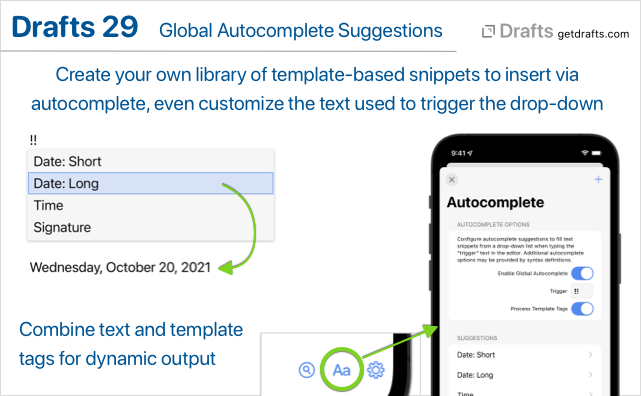 Drafts 29 Global Autocomplete Suggestions
Drafts getdrafts.com
Create your own library of template-based snippets to insert via
autocomplete, even customize the text used to trigger the drop-down
!!
Date: Short
Date: Long
Time
Signature
Wednesday, October 20, 2021
Combine text and template
tags for dynamic output
Aa
9:41
Autocomplete
AUTOCOMPLETE OPTIONS
Configure autocomplete suggestions to fill text
snippets from a drop-down list when typing the
"trigger" text in the editor. Additional autocomplete
options may be provided by syntax definitions.
Enable Global Autocomplete
Trigger !!
Process Template Tags
SUGGESTIONS
Date: Short
Date: Long
Time